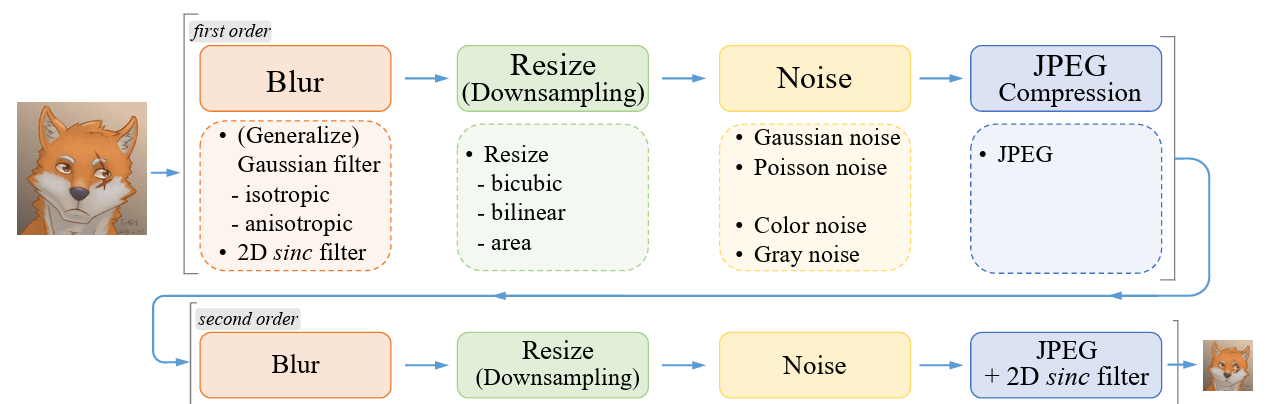 first order
Blur
Resize
(Downsampling)
Noise
JPEG
Compression
• (Generalize)
Gaussian filter
- isotropic
- anisotropic
• 2D sinc filter
• Resize
- bicubic
- bilinear
- area
• Gaussian noise
• Poisson noise
• Color noise
• Gray noise
• JPEG
second order
Blur
Resize
(Downsampling)
Noise
JPEG
+ 2D sinc filter